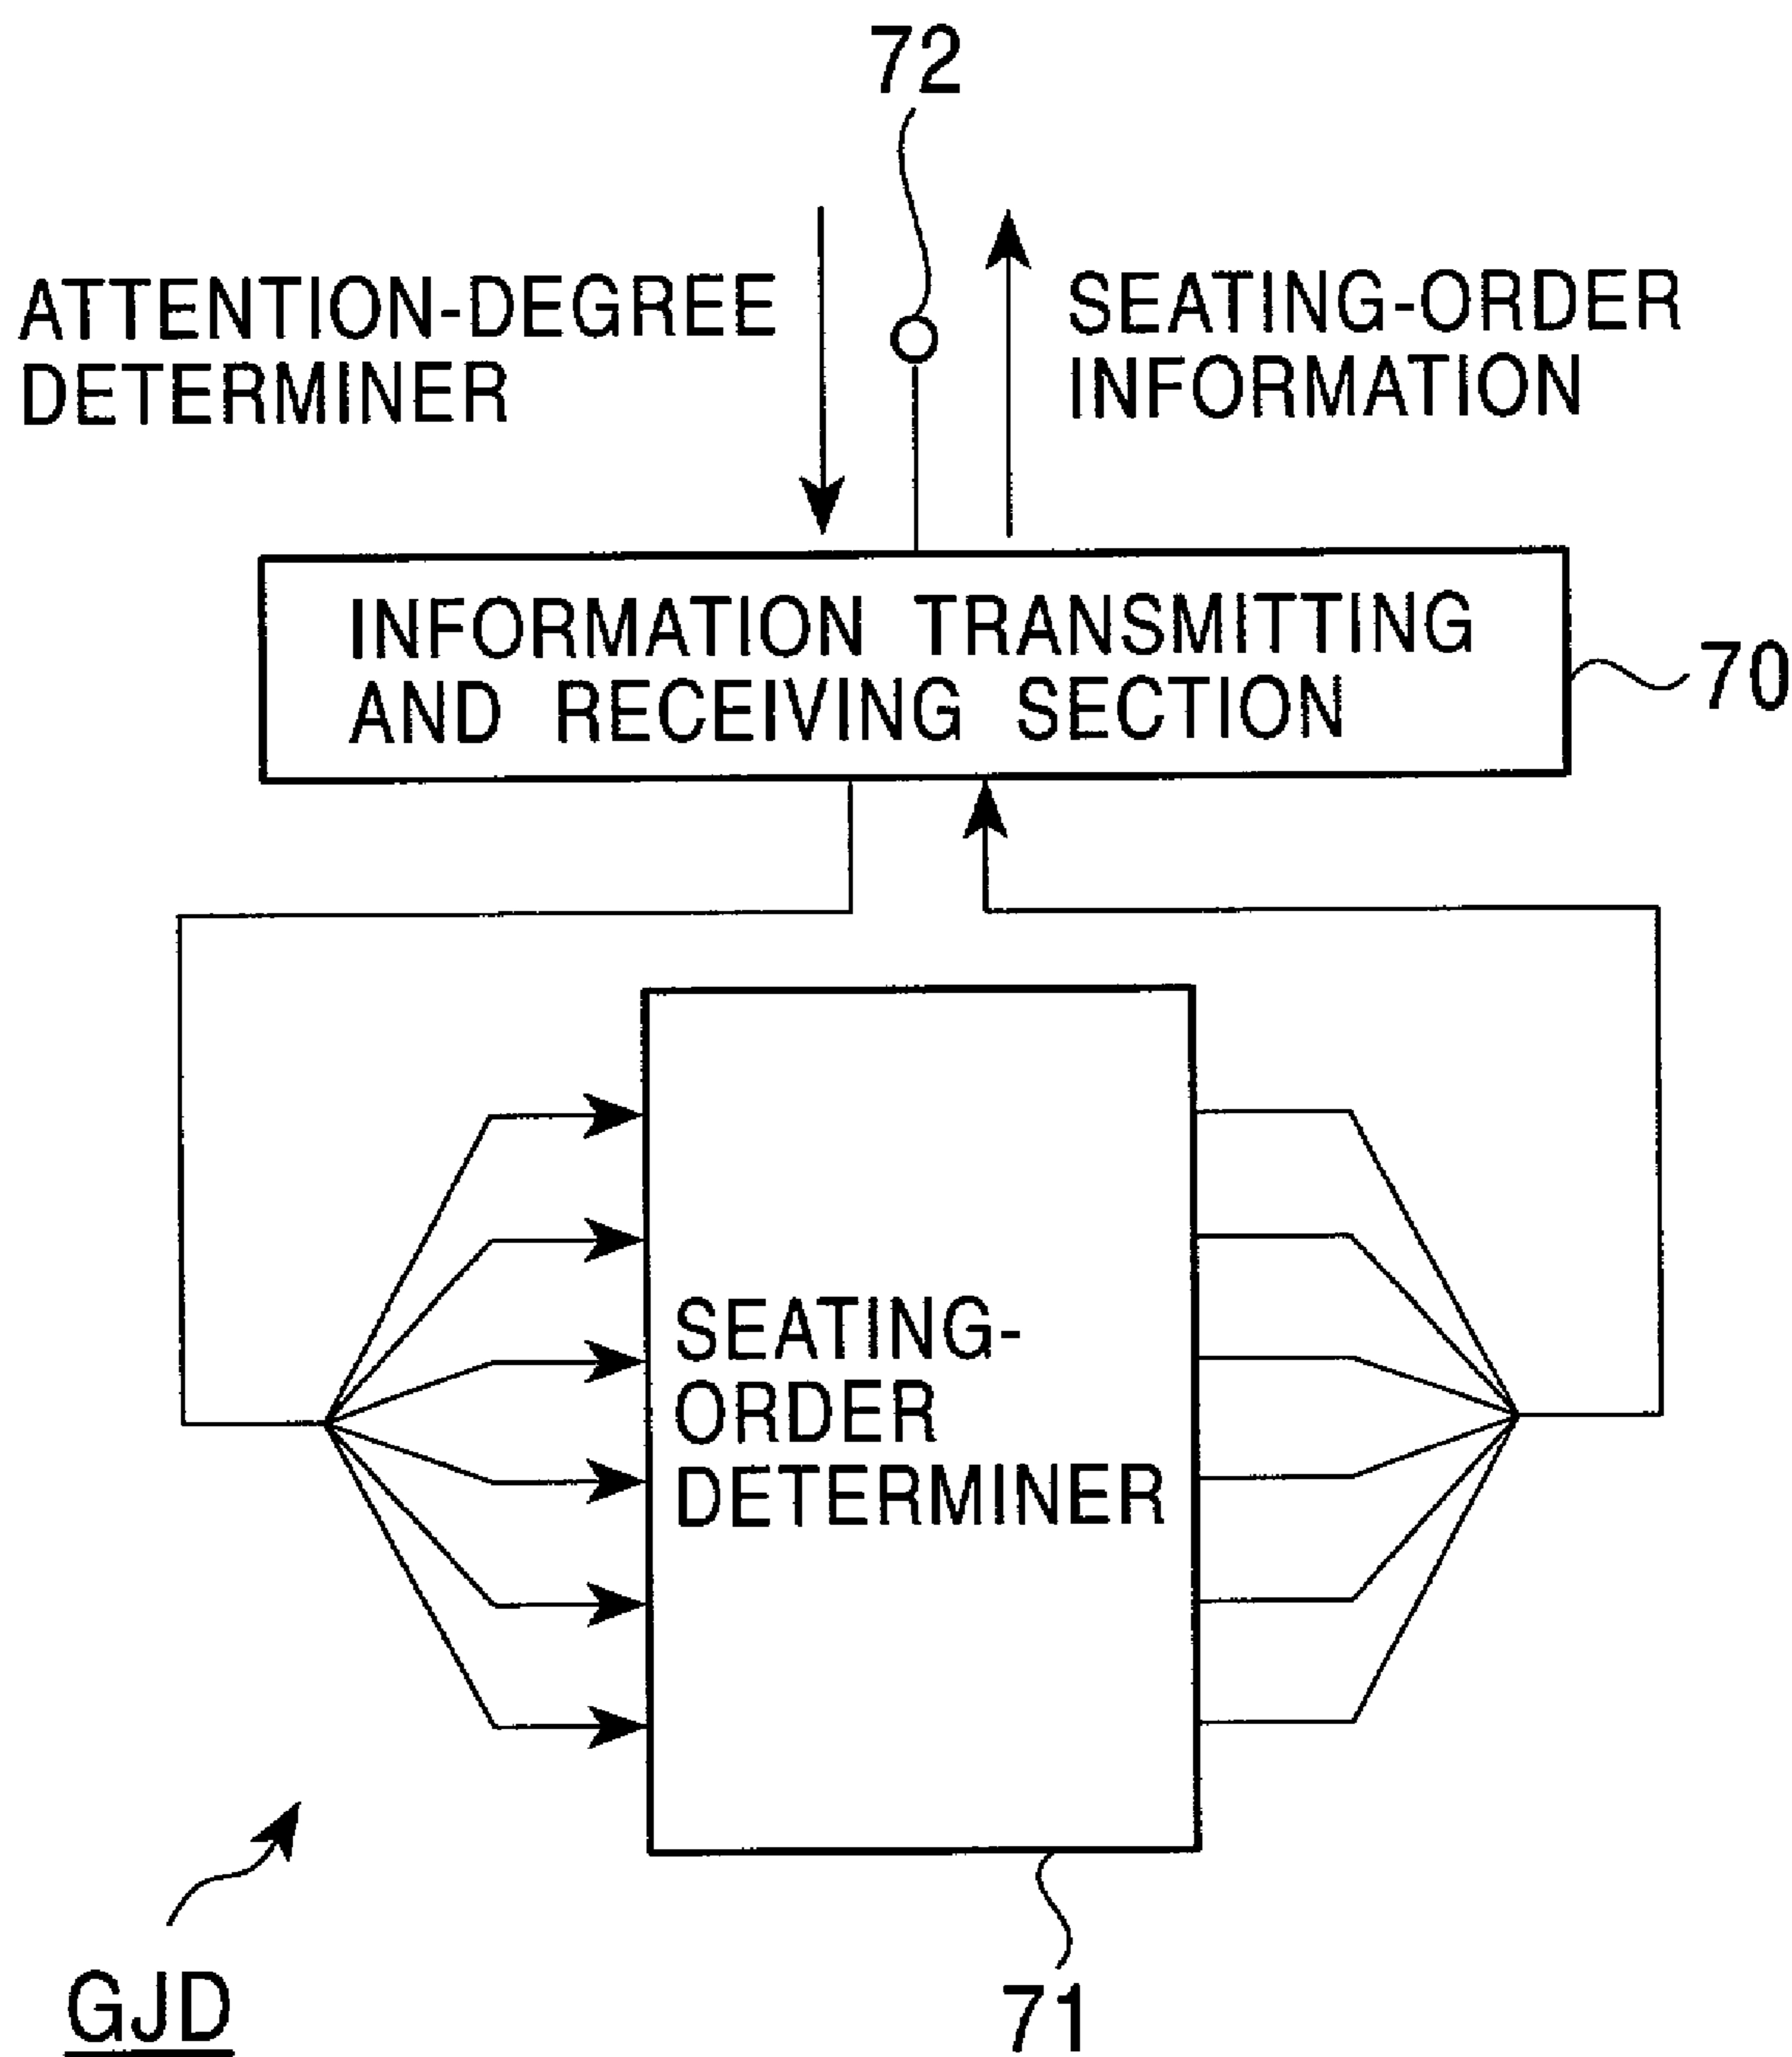 72
ATTENTION-DEGREE
DETERMINER
SEATING-ORDER
INFORMATION
INFORMATION TRANSMITTING
AND RECEIVING SECTION
70
SEATING-
ORDER
DETERMINER
GJD
71